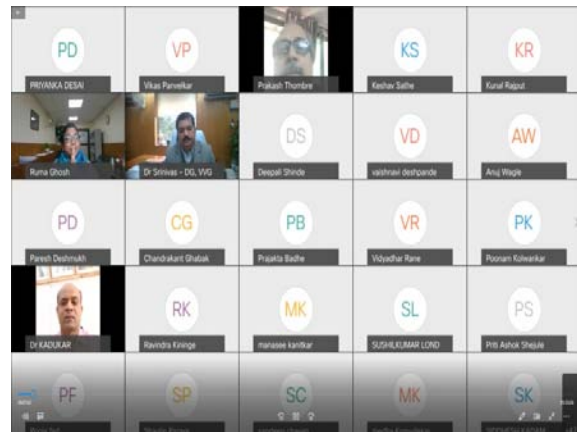 PD
VP
KS
KR
PRIYANKA DESAI
Vikas Panvelkar
Prakash Thombre
Keshav Sathe
Kunal Rajput
DS
VD
AW
Ruma Ghosh
Dr Srinivas - DG, VVG
Deepali Shinde
vaishnavi deshpande
Anuj Wagle
PD
CG
PB
VR
PK
Paresh Deshmukh
Chandrakant Ghabak
Prajakta Badhe
Vidyadhar Rane
Poonam Kolwankar
RK
MK
SL
PS
Dr KADUKAR
Ravindra Kininge
manasee kanitkar
SUSHILKUMAR LOND
Priti Ashok Shejule
PF
SP
SC
MK
SK